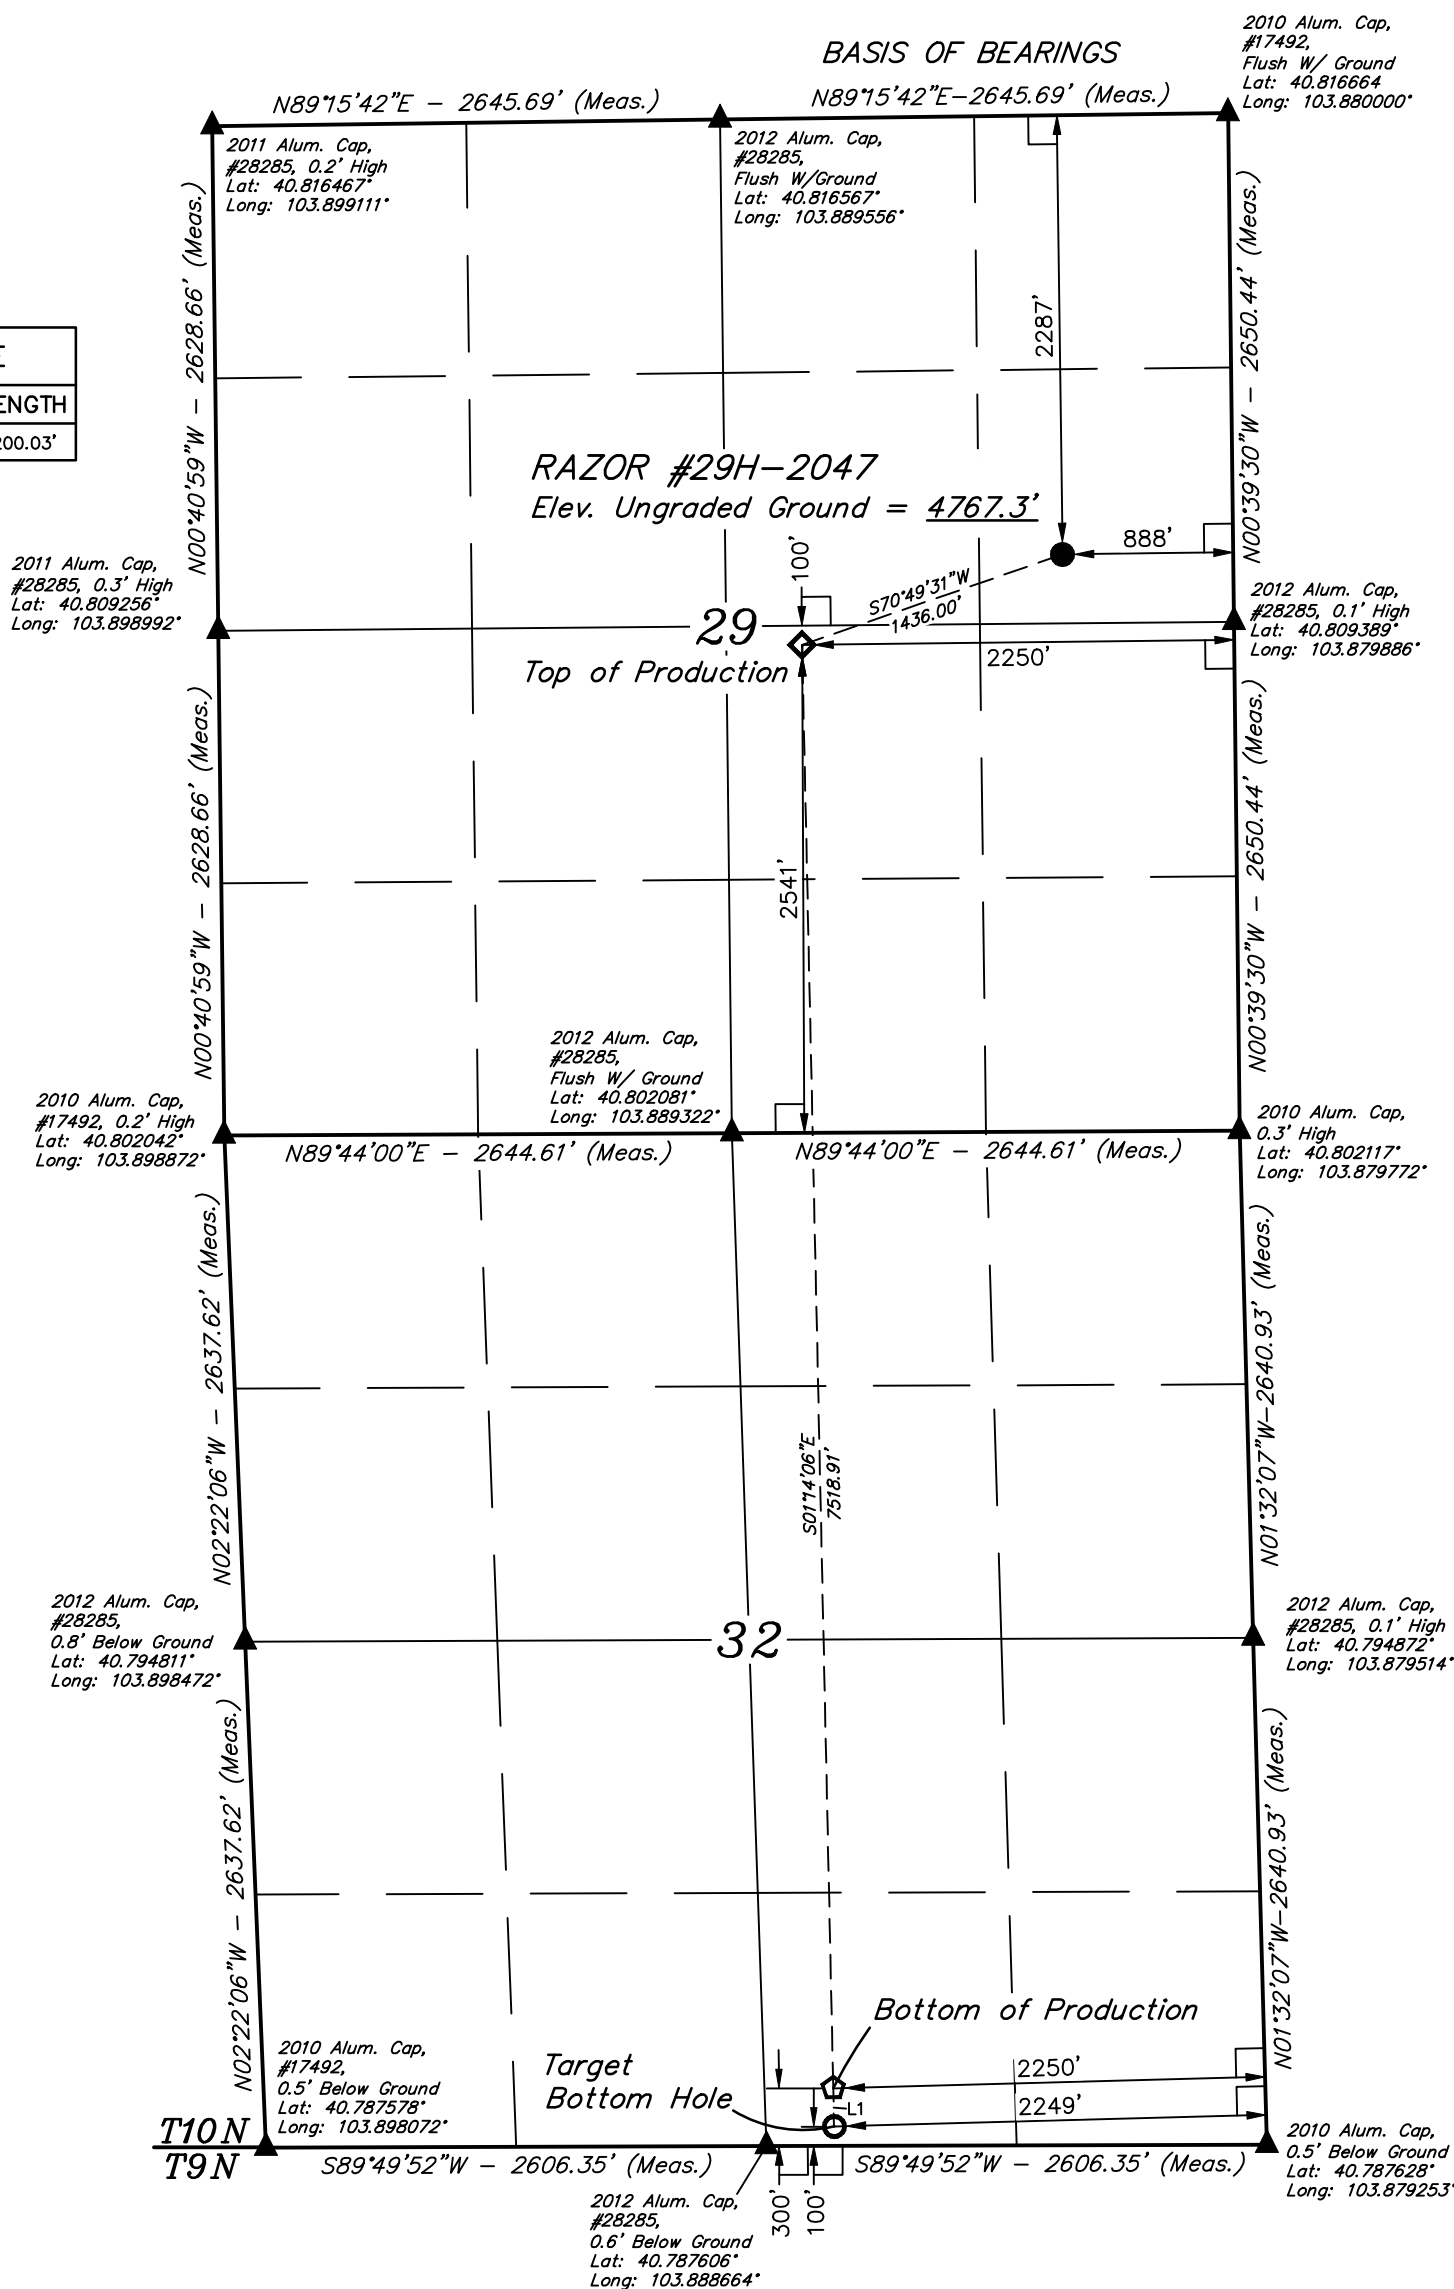 2010 Alum. Cap,
#17492,
Flush W/ Ground
Lat: 40.816664
Long: 103.880000°
BASIS OF BEARINGS
N89°15'42"E - 2645.69' (Meas.)
N89°15'42"E-2645.69' (Meas.)
2011 Alum. Cap,
#28285, 0.2' High
Lat: 40.816467°
Long: 103.899111°
2012 Alum. Cap,
#28285,
Flush W/Ground
Lat: 40.816567°
Long: 103.889556°
N00°40'59"W - 2628.66' (Meas.)
N00°39'30"W - 2650.44' (Meas.)
2287'
ENGTH
200.03'
RAZOR #29H-2047
Elev. Ungraded Ground = 4767.3'
888'
100'
S70°49'31"W
1436.00'
2011 Alum. Cap,
#28285, 0.3' High
Lat: 40.809256°
Long: 103.898992°
2012 Alum. Cap,
#28285, 0.1' High
Lat: 40.809389°
Long: 103.879886°
29
2250'
Top of Production
N00°40'59"W - 2628.66' (Meas.)
N00°39'30"W - 2650.44' (Meas.)
2541'
2012 Alum. Cap,
#28285,
Flush W/ Ground
Lat: 40.802081°
Long: 103.889322°
2010 Alum. Cap,
#17492, 0.2' High
Lat: 40.802042°
Long: 103.898872°
2010 Alum. Cap,
0.3' High
Lat: 40.802117°
Long: 103.879772°
N89°44'00"E - 2644.61' (Meas.)
N89°44'00"E - 2644.61' (Meas.)
N02°22'06"W - 2637.62' (Meas.)
N01°32'07"W-2640.93' (Meas.)
S01°14'06"E
7518.91'
2012 Alum. Cap,
#28285,
0.8' Below Ground
Lat: 40.794811°
Long: 103.898472°
2012 Alum. Cap,
#28285, 0.1' High
Lat: 40.794872°
Long: 103.879514°
32
N02°22'06"W - 2637.62' (Meas.)
N01°32'07"W-2640.93' (Meas.)
Bottom of Production
2010 Alum. Cap,
#17492,
0.5' Below Ground
Lat: 40.787578°
Long: 103.898072°
Target
Bottom Hole
2250'
L1
2249'
T10N
T9N
S89°49'52"W - 2606.35' (Meas.)
S89°49'52"W - 2606.35' (Meas.)
2010 Alum. Cap,
0.5' Below Ground
Lat: 40.787628°
Long: 103.879253°
300'
100'
2012 Alum. Cap,
#28285,
0.6' Below Ground
Lat: 40.787606°
Long: 103.888664°